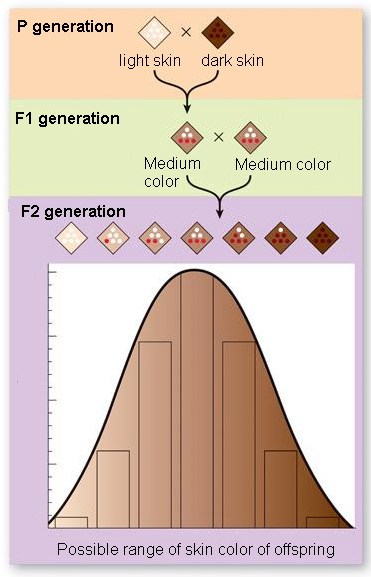 P generation
×
light skin dark skin
F1 generation
×
Medium color Medium color
F2 generation
Possible range of skin color of offspring